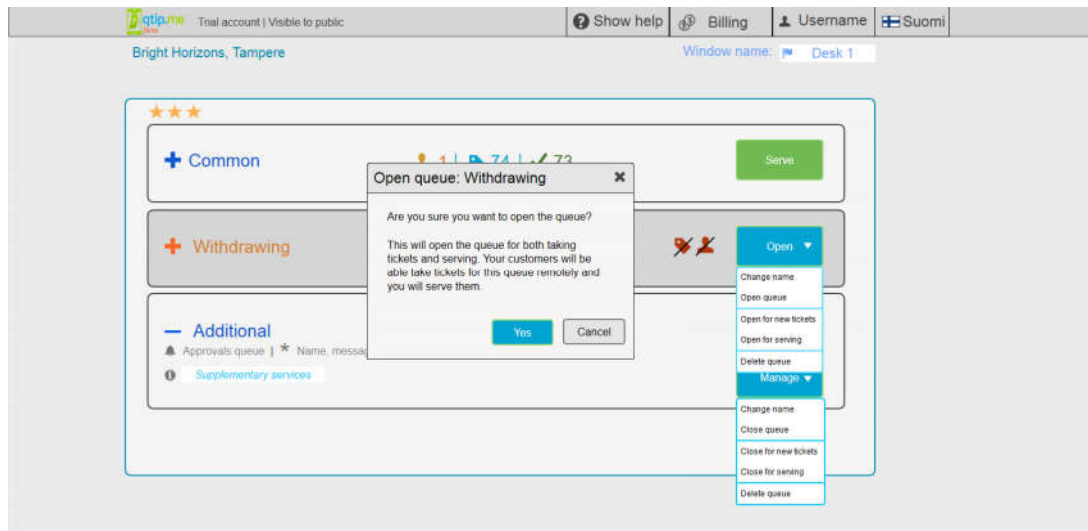 qtip.me
beta
Trial account | Visible to public
Show help
Billing
Username
Suomi
Bright Horizons, Tampere
Window name:
Desk 1
Common
1 | 74 | 73
Serve
Open queue: Withdrawing
Are you sure you want to open the queue?
This will open the queue for both taking
tickets and serving. Your customers will be
able take tickets for this queue remotely and
you will serve them.
Yes
Cancel
Withdrawing
Open
Change name
Open queue
Open for new tickets
Open for serving
Delete queue
Additional
Approvals queue | * Name, messag
Supplementary services
Manage
Change name
Close queue
Close for new tickets
Close for serving
Delete queue